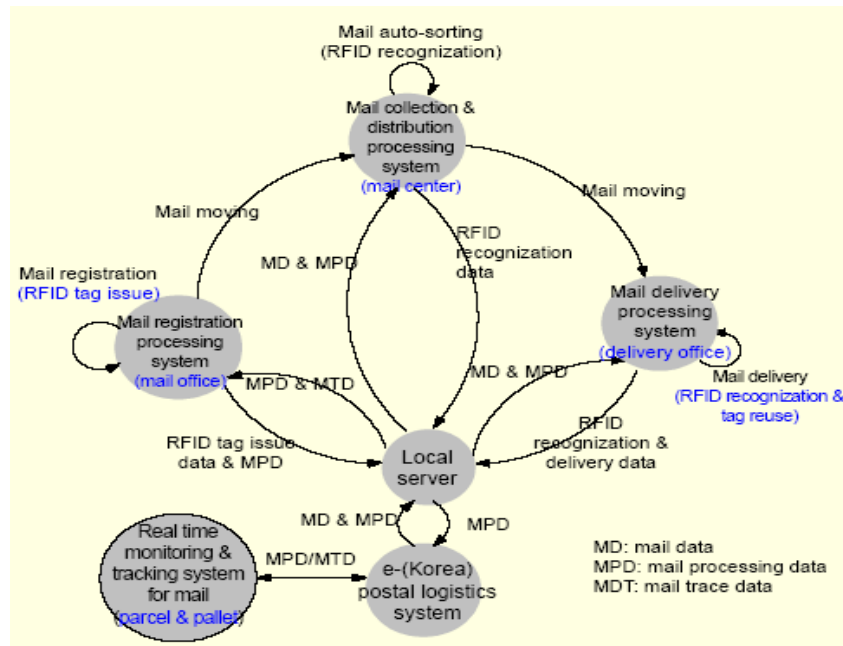 Mail auto-sorting
(RFID recognization)
Mail collection &
distribution
processing
system
(mail center)
Mail moving
Mail moving
MD & MPD
RFID
recognization
data
Mail registration
(RFID tag issue)
Mail registration
processing
system
(mail office)
Mail delivery
processing
system
(delivery office)
Mail delivery
(RFID recognization &
tag reuse)
MPD & MTD
MD & MPD
RFID tag issue
data & MPD
RFID
recognization &
delivery data
Local
server
MD & MPD
MPD
Real time
monitoring &
tracking system
for mail
(parcel & pallet)
MPD/MTD
e-(Korea)
postal logistics
system
MD: mail data
MPD: mail processing data
MDT: mail trace data